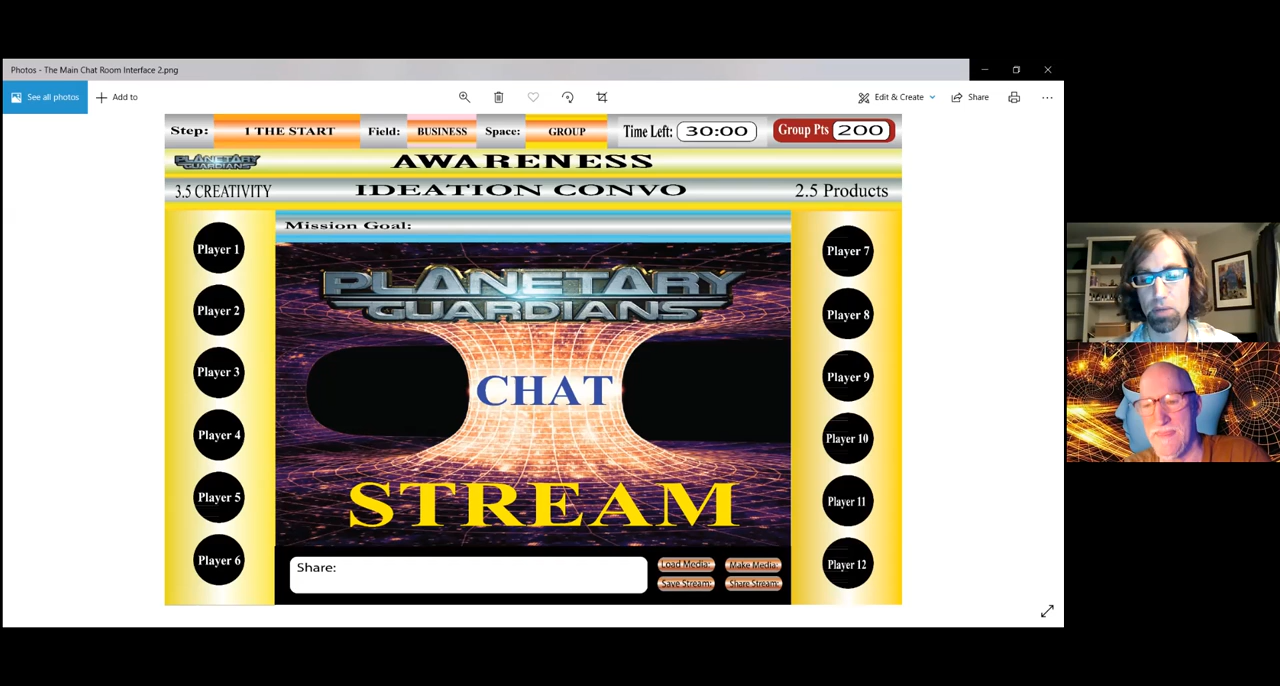 Photos - The Main Chat Room Interface 2.png
See all photos
Add to
Edit & Create
Share
Step: 1 THE START Field: BUSINESS Space: GROUP Time Left: 30:00 Group Pts 200
PLANETARY
GUARDIANS
AWARENESS
3.5 CREATIVITY IDEATION CONVO 2.5 Products
Mission Goal:
Player 1
Player 2
Player 3
Player 4
Player 5
Player 6
PLANETARY
GUARDIANS
CHAT
STREAM
Share:
Load Media: Make Media:
Save Stream: Share Stream:
Player 7
Player 8
Player 9
Player 10
Player 11
Player 12